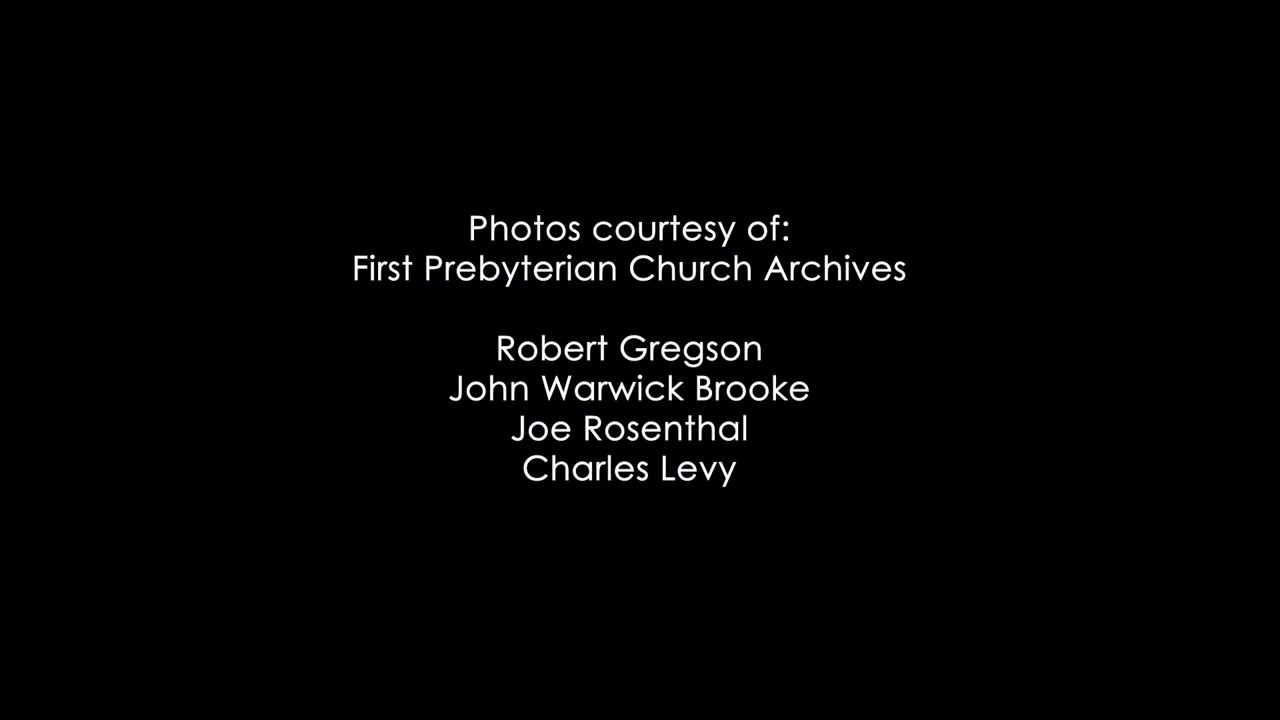 Photos courtesy of:
First Prebyterian Church Archives
Robert Gregson
John Warwick Brooke
Joe Rosenthal
Charles Levy